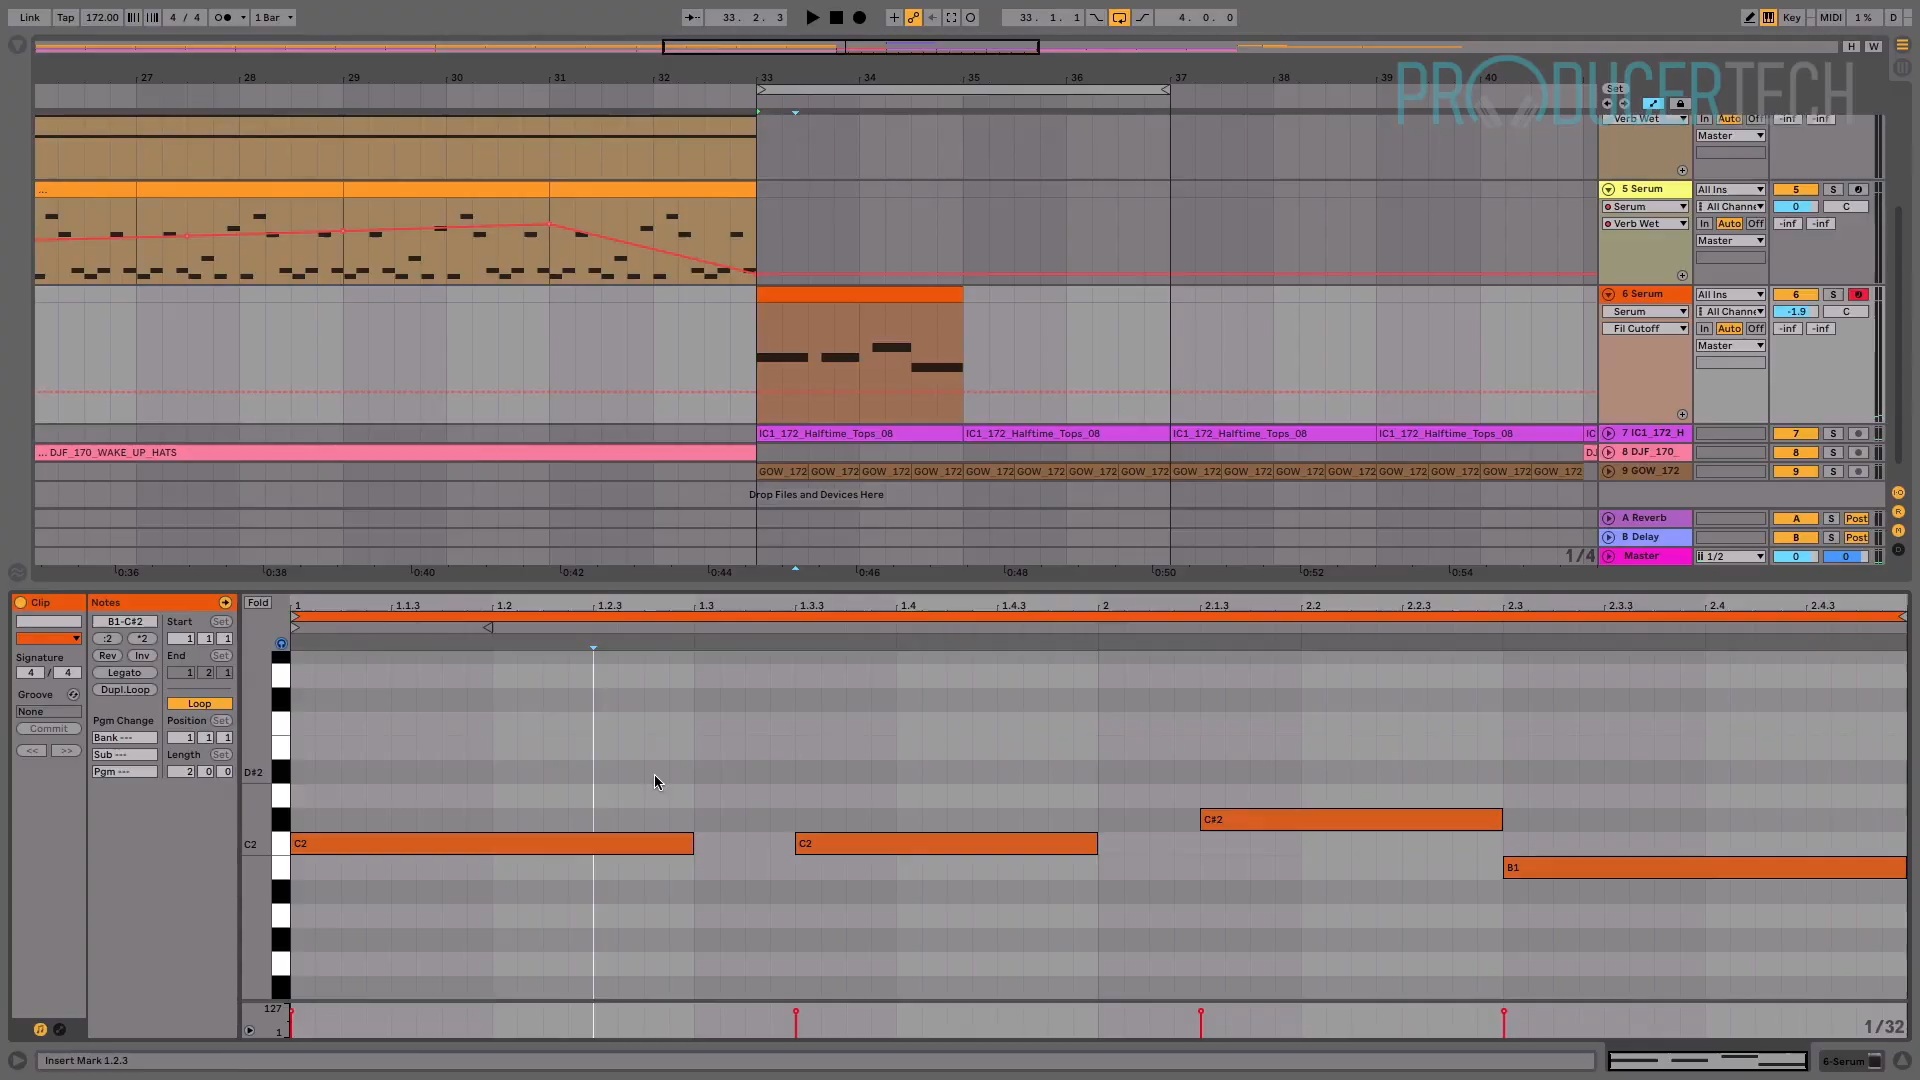 Link Tap 172.00 4 / 4 1 Bar 33. 2. 3 33. 1. 1 4. 0. 0 Key MIDI 1 % D
H W
27 28 29 30 31 32 33 34 35 36 37 38 39 40
PRODUCERTECH
Set
Verb Wet In Auto Off -inf -inf
Master
... 5 Serum All Ins 5 S
Serum All Channe 0 C
Verb Wet In Auto Off -inf -inf
Master
6 Serum All Ins 6 S
Serum All Channe -1.9 C
Fil Cutoff In Auto Off -inf -inf
Master
IC1_172_Halftime_Tops_08 IC1_172_Halftime_Tops_08 IC1_172_Halftime_Tops_08 IC1_172_Halftime_Tops_08 IC 7 IC1_172_H 7 S
... DJF_170_WAKE_UP_HATS DJ 8 DJF_170_ 8 S
GOW_172 GOW_172 GOW_172 GOW_172 GOW_172 GOW_172 GOW_172 GOW_172 GOW_172 GOW_172 GOW_172 GOW_172 GOW_172 GOW_172 GOW_172 GOW_172 9 GOW_172 9 S
Drop Files and Devices Here
A Reverb A S Post
B Delay B S Post
1/4 Master 1/2 0 0
0:36 0:38 0:40 0:42 0:44 0:46 0:48 0:50 0:52 0:54
Clip Notes Fold 1 1.1.3 1.2 1.2.3 1.3 1.3.3 1.4 1.4.3 2 2.1.3 2.2 2.2.3 2.3 2.3.3 2.4 2.4.3
B1-C#2 Start Set
:2 *2 1 1 1
Rev Inv End Set
Signature
4 / 4 Legato 1 2 1
Groove Dupl.Loop
None Loop
Commit Pgm Change Position Set
<< >> Bank --- 1 1 1
Sub --- Length Set
Pgm --- 2 0 0
D#2
C#2
C2 C2 C2
B1
127
1
1/32
Insert Mark 1.2.3 6-Serum